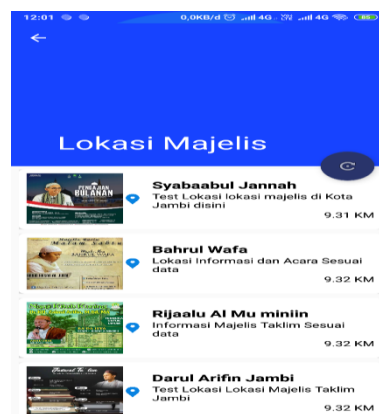 12:01
0,0KB/d 4G 4G
Lokasi Majelis
PENGAJIAN
BULANAN
Syabaabul Jannah
Test Lokasi lokasi majelis di Kota
Jambi disini
9.31 KM
Bahrul Wafa
Lokasi Informasi dan Acara Sesuai
data
9.32 KM
Rijaalu Al Mu miniin
Informasi Majelis Taklim Sesuai
data
9.32 KM
Darul Arifin Jambi
Test Lokasi Lokasi Majelis Taklim
Jambi
9.32 KM